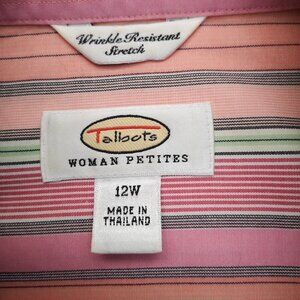 Wrinkle Resistant
Stretch
Talbots
WOMAN PETITES
12W
MADE IN
THAILAND